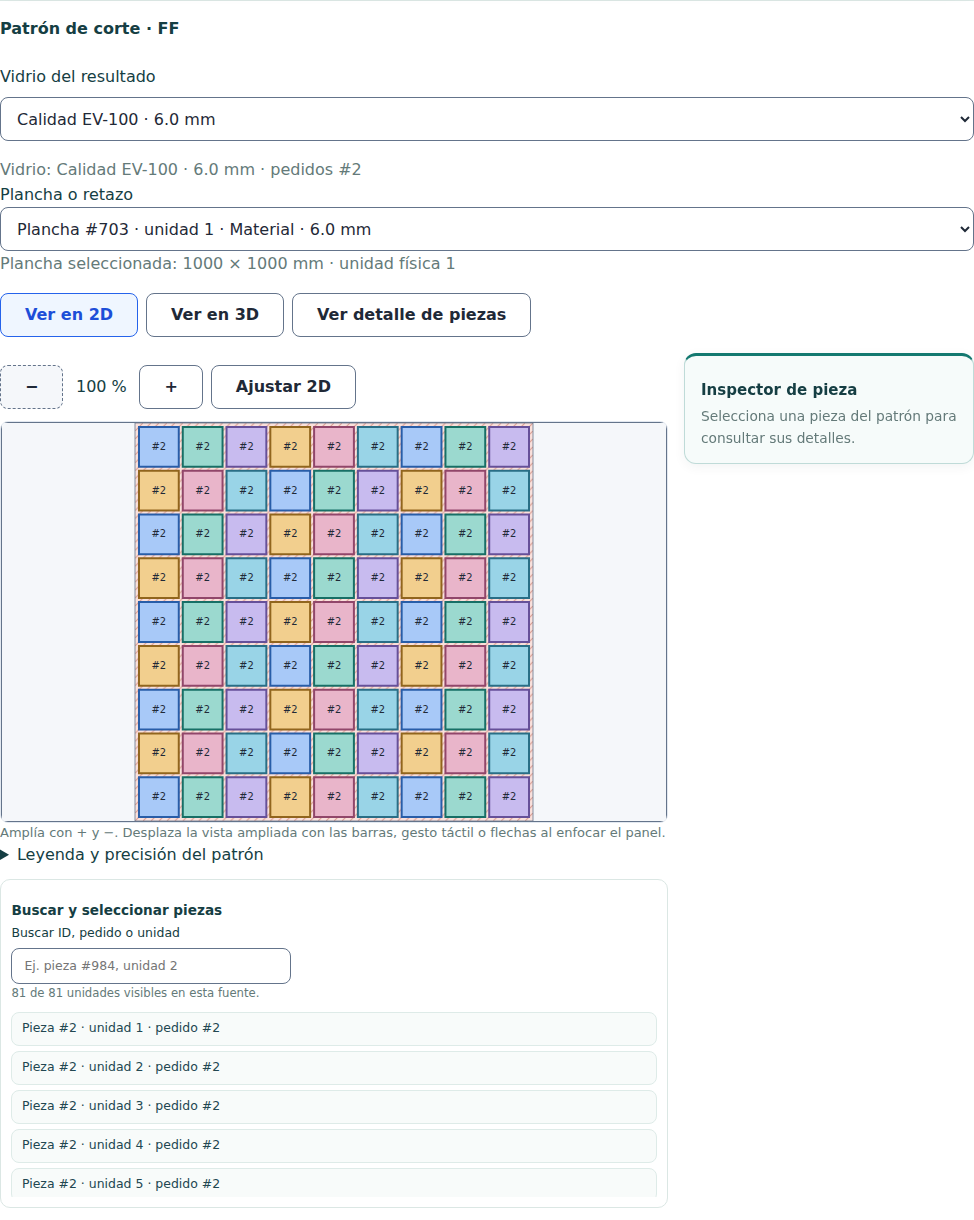 Patrón de corte · FF
Vidrio del resultado
Calidad EV-100 · 6.0 mm
Vidrio: Calidad EV-100 · 6.0 mm · pedidos #2
Plancha o retazo
Plancha #703 · unidad 1 · Material · 6.0 mm
Plancha seleccionada: 1000 × 1000 mm · unidad física 1
Ver en 2D Ver en 3D Ver detalle de piezas
− 100 % + Ajustar 2D
Inspector de pieza
Selecciona una pieza del patrón para
consultar sus detalles.
#2 #2 #2 #2 #2 #2 #2 #2 #2
#2 #2 #2 #2 #2 #2 #2 #2 #2
#2 #2 #2 #2 #2 #2 #2 #2 #2
#2 #2 #2 #2 #2 #2 #2 #2 #2
#2 #2 #2 #2 #2 #2 #2 #2 #2
#2 #2 #2 #2 #2 #2 #2 #2 #2
#2 #2 #2 #2 #2 #2 #2 #2 #2
#2 #2 #2 #2 #2 #2 #2 #2 #2
#2 #2 #2 #2 #2 #2 #2 #2 #2
Amplía con + y −. Desplaza la vista ampliada con las barras, gesto táctil o flechas al enfocar el panel.
Leyenda y precisión del patrón
Buscar y seleccionar piezas
Buscar ID, pedido o unidad
Ej. pieza #984, unidad 2
81 de 81 unidades visibles en esta fuente.
Pieza #2 · unidad 1 · pedido #2
Pieza #2 · unidad 2 · pedido #2
Pieza #2 · unidad 3 · pedido #2
Pieza #2 · unidad 4 · pedido #2
Pieza #2 · unidad 5 · pedido #2